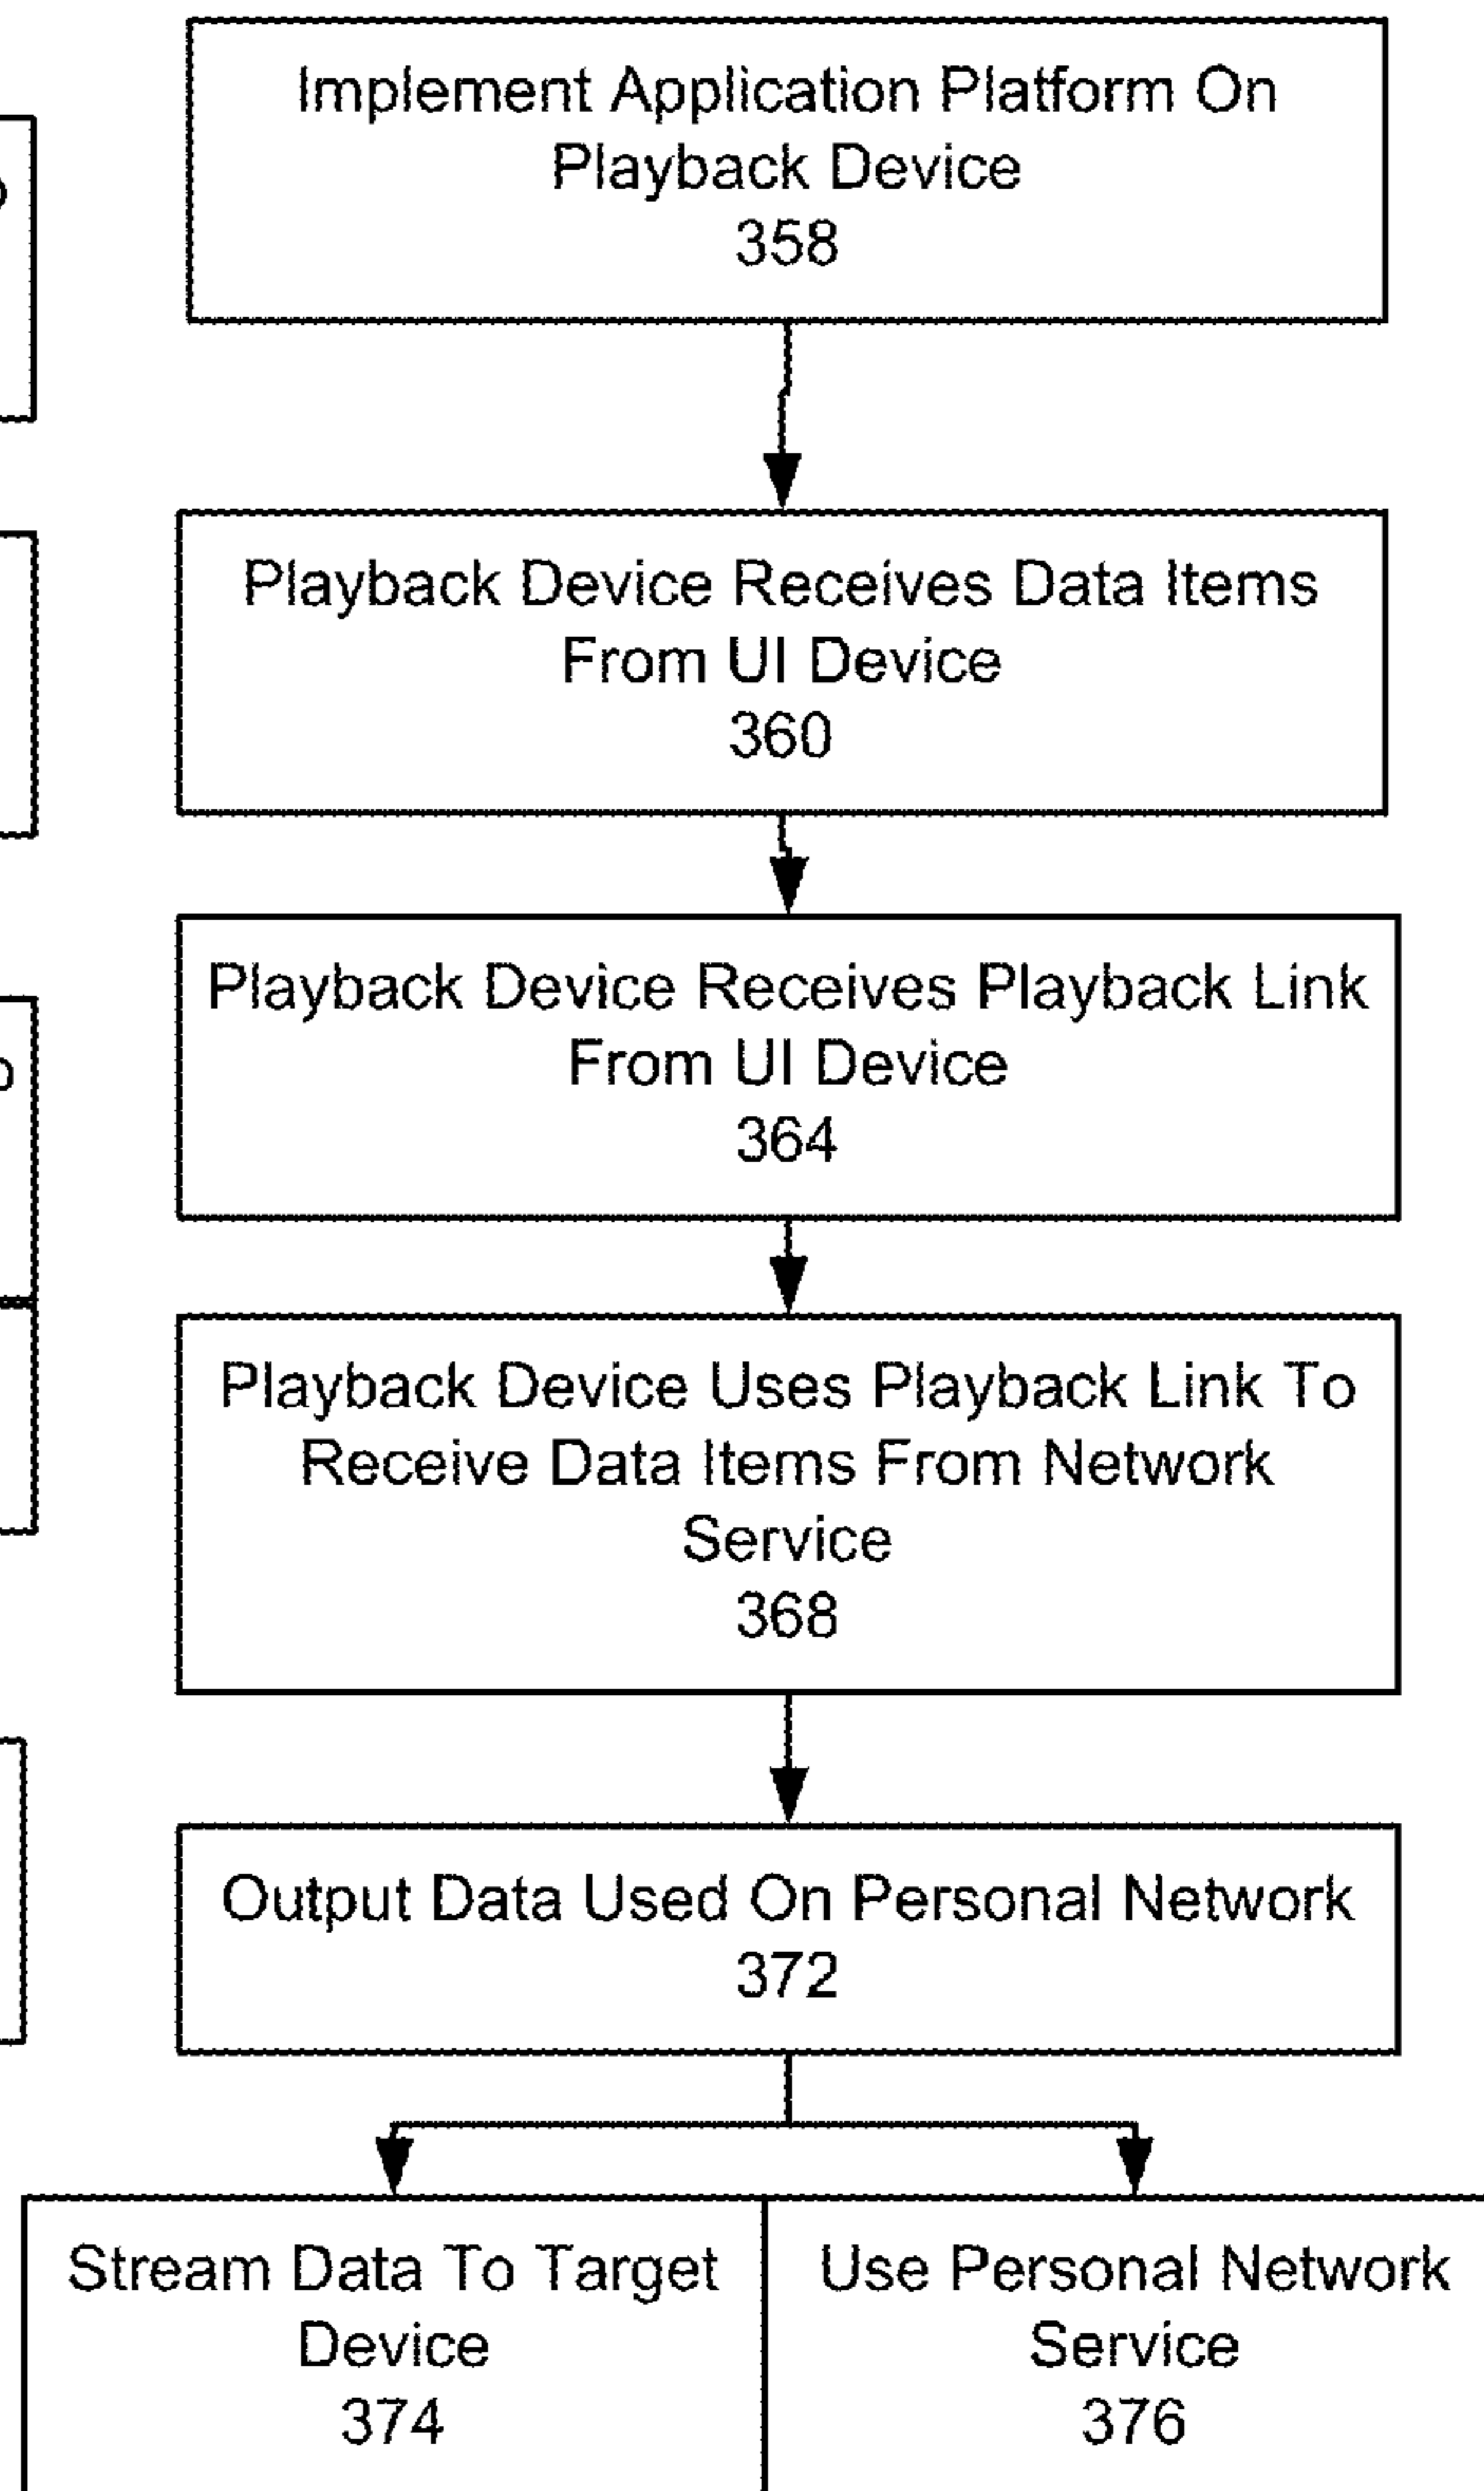 Implement Application Platform On
Playback Device
358
Playback Device Receives Data Items
From UI Device
360
Playback Device Receives Playback Link
From UI Device
364
Playback Device Uses Playback Link To
Receive Data Items From Network
Service
368
Output Data Used On Personal Network
372
Stream Data To Target
Device
374
Use Personal Network
Service
376